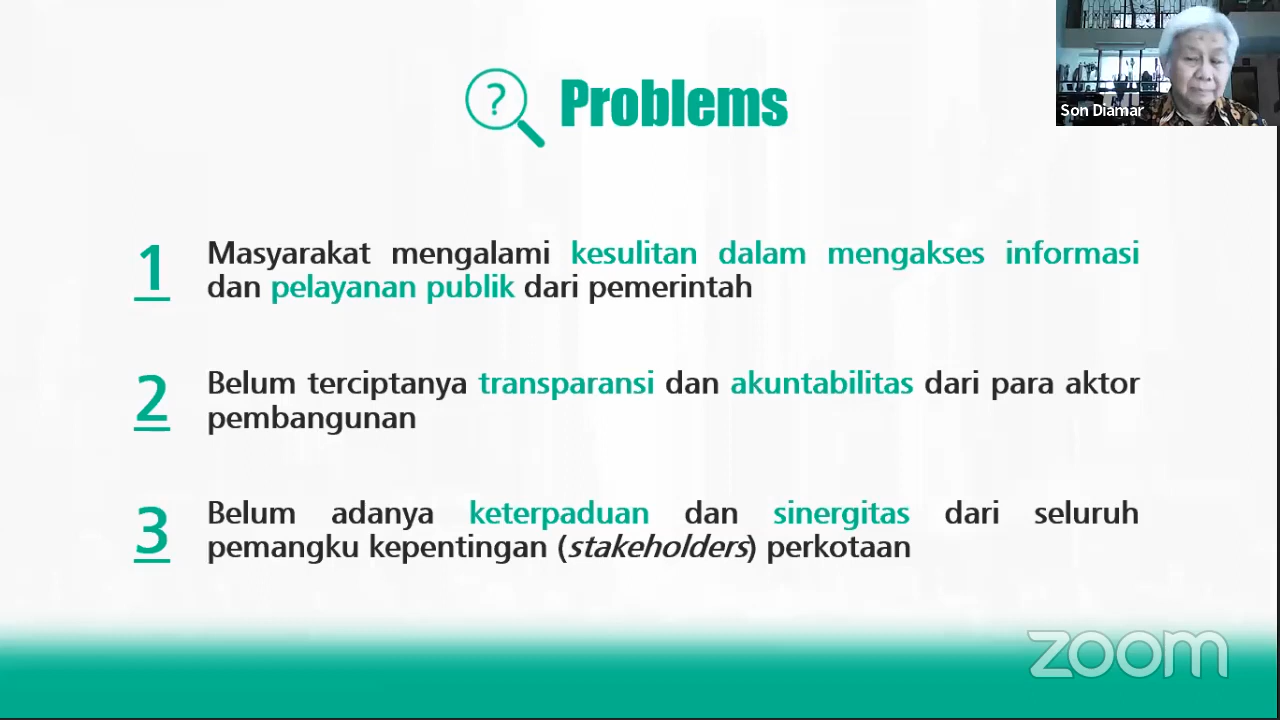 ? Problems
Son Diamar
1 Masyarakat mengalami kesulitan dalam mengakses informasi
dan pelayanan publik dari pemerintah
2 Belum terciptanya transparansi dan akuntabilitas dari para aktor
pembangunan
3 Belum adanya keterpaduan dan sinergitas dari seluruh
pemangku kepentingan (stakeholders) perkotaan
zoom